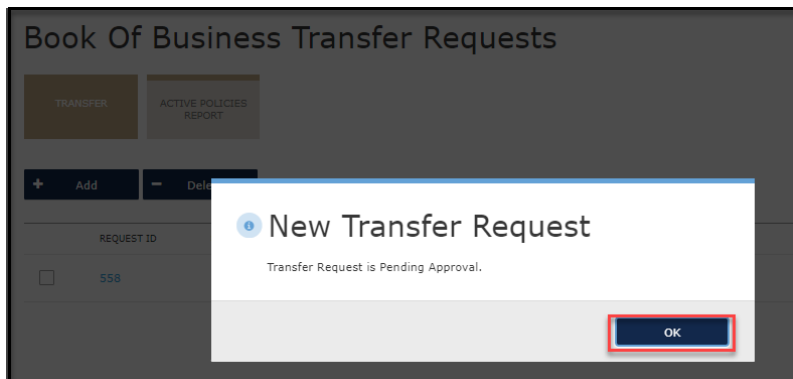 Book Of Business Transfer Requests
TRANSFER
ACTIVE POLICIES
REPORT
+ Add
− Dele
REQUEST ID
558
New Transfer Request
Transfer Request is Pending Approval.
OK